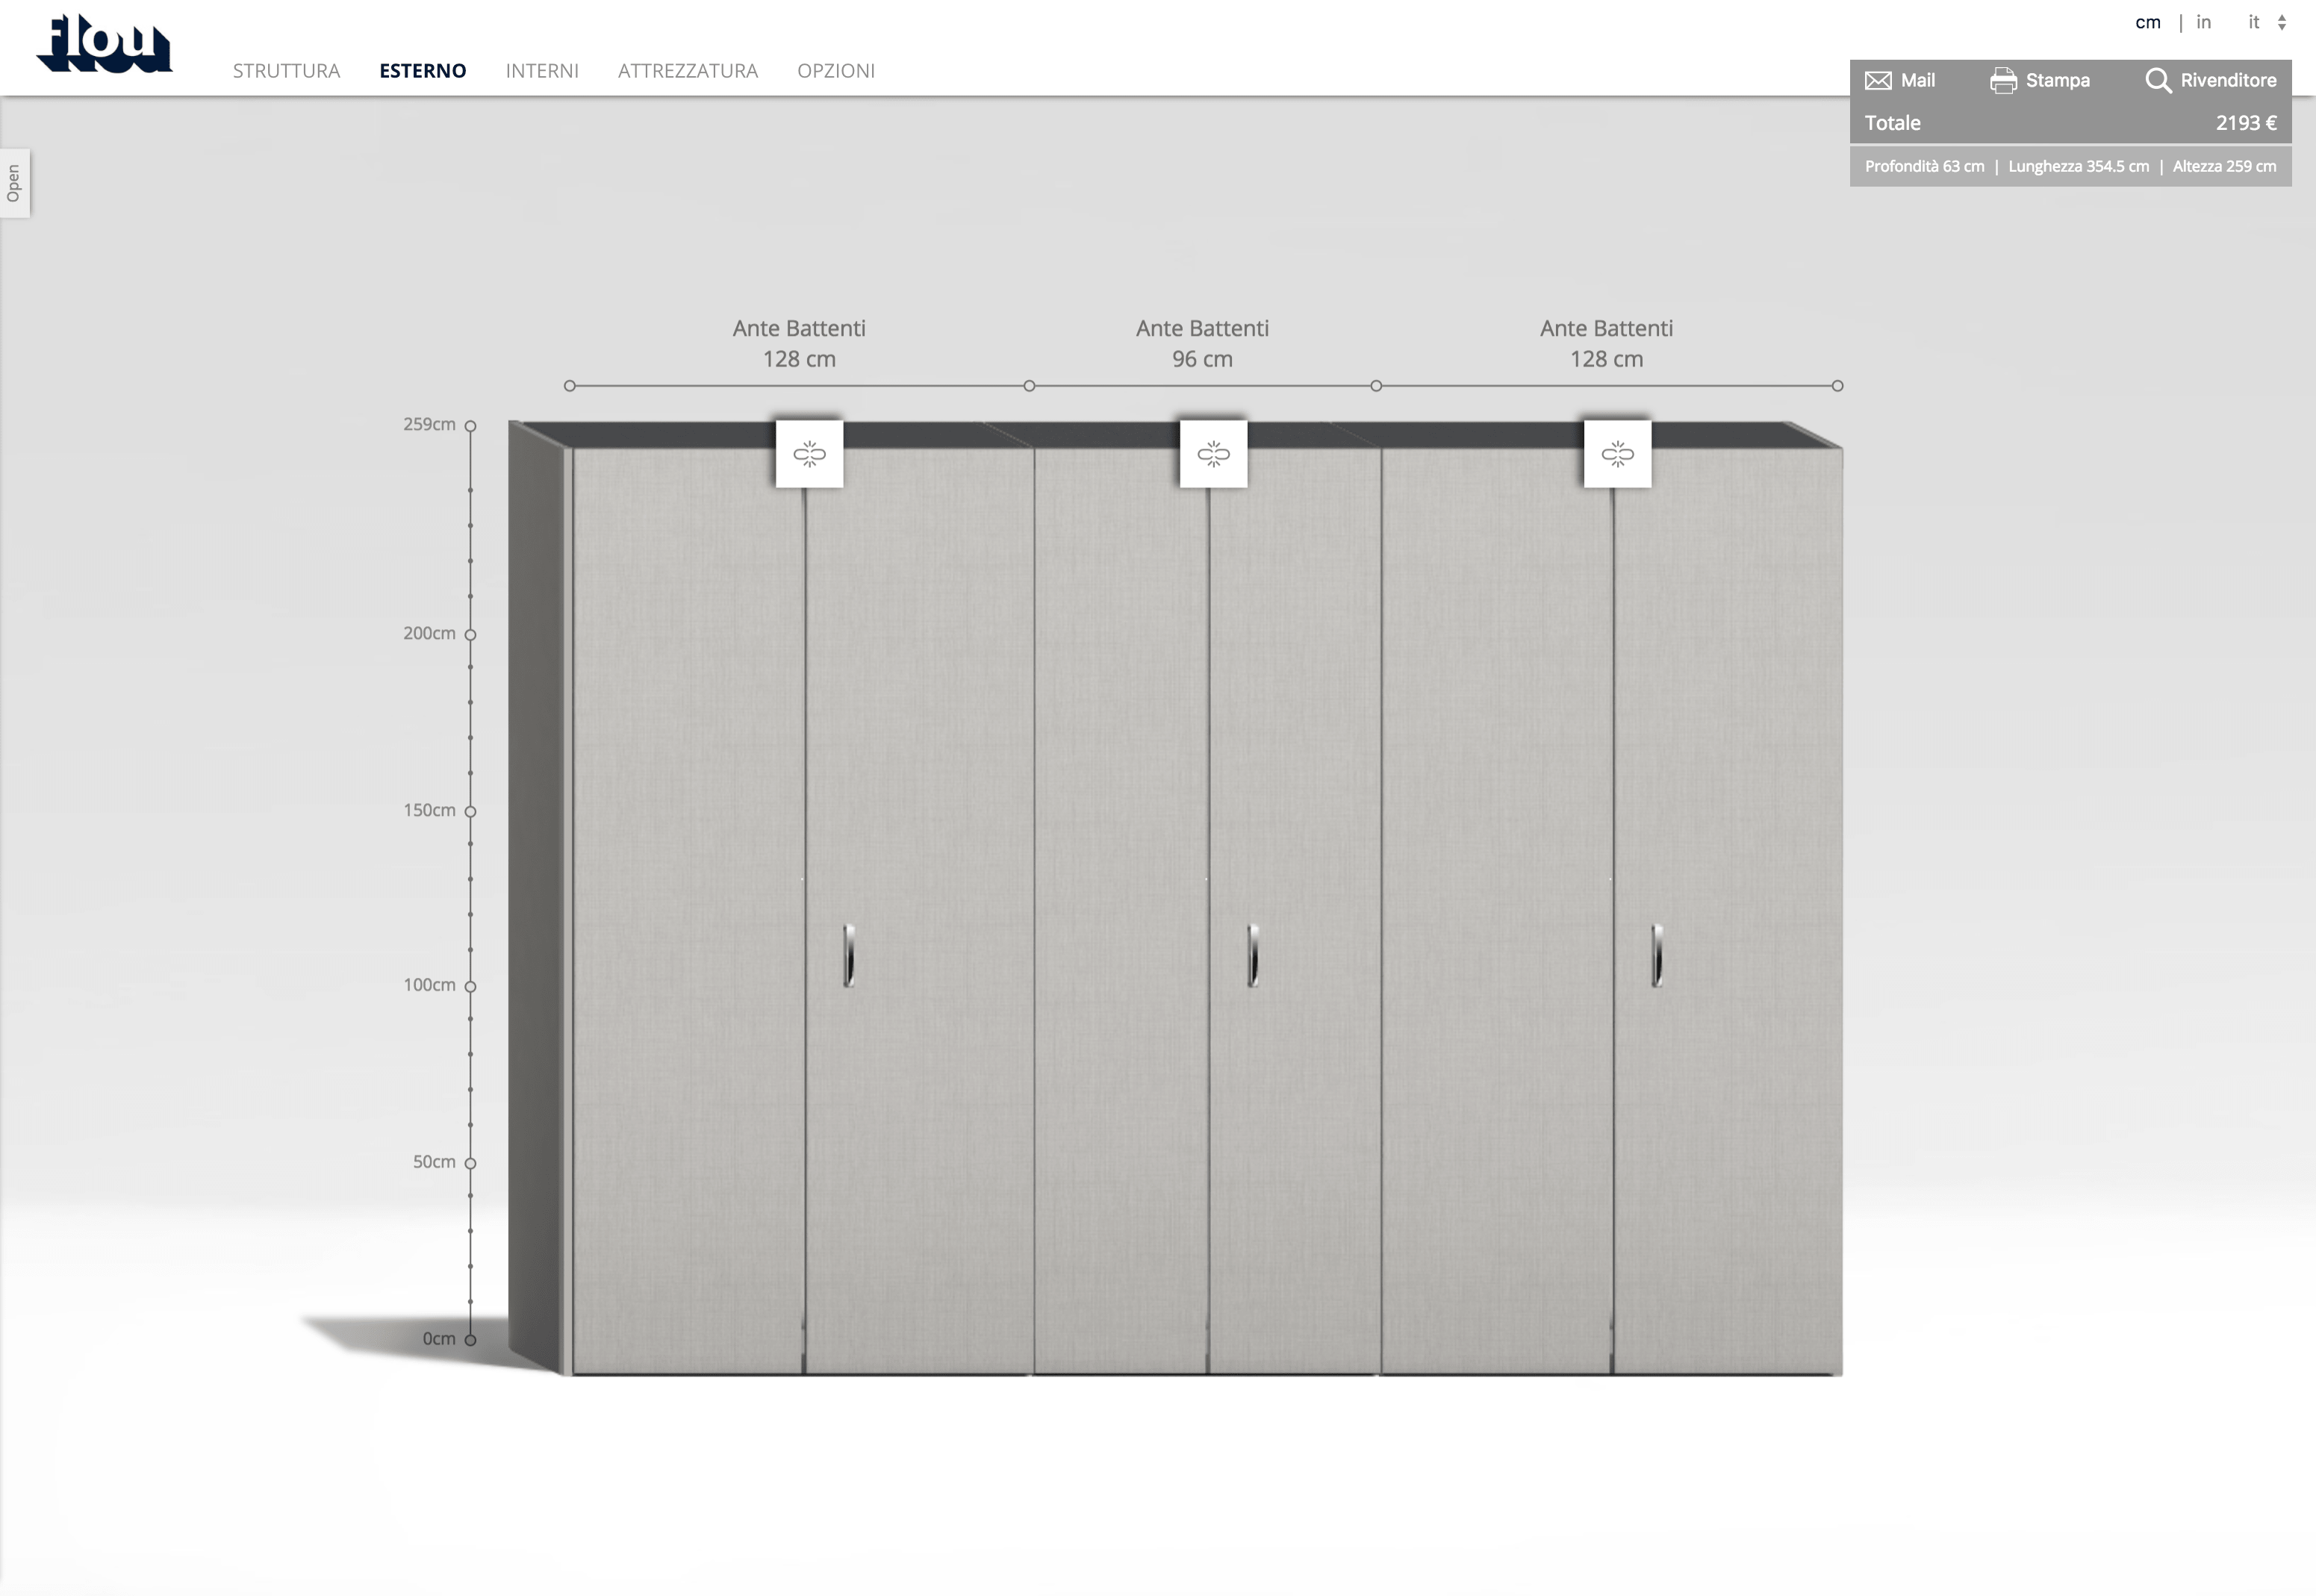 flou
cm | in it
STRUTTURA ESTERNO INTERNI ATTREZZATURA OPZIONI
Mail Stampa Rivenditore
Totale 2193 €
Profondità 63 cm | Lunghezza 354.5 cm | Altezza 259 cm
Open
Ante Battenti
128 cm
Ante Battenti
96 cm
Ante Battenti
128 cm
259cm
200cm
150cm
100cm
50cm
0cm